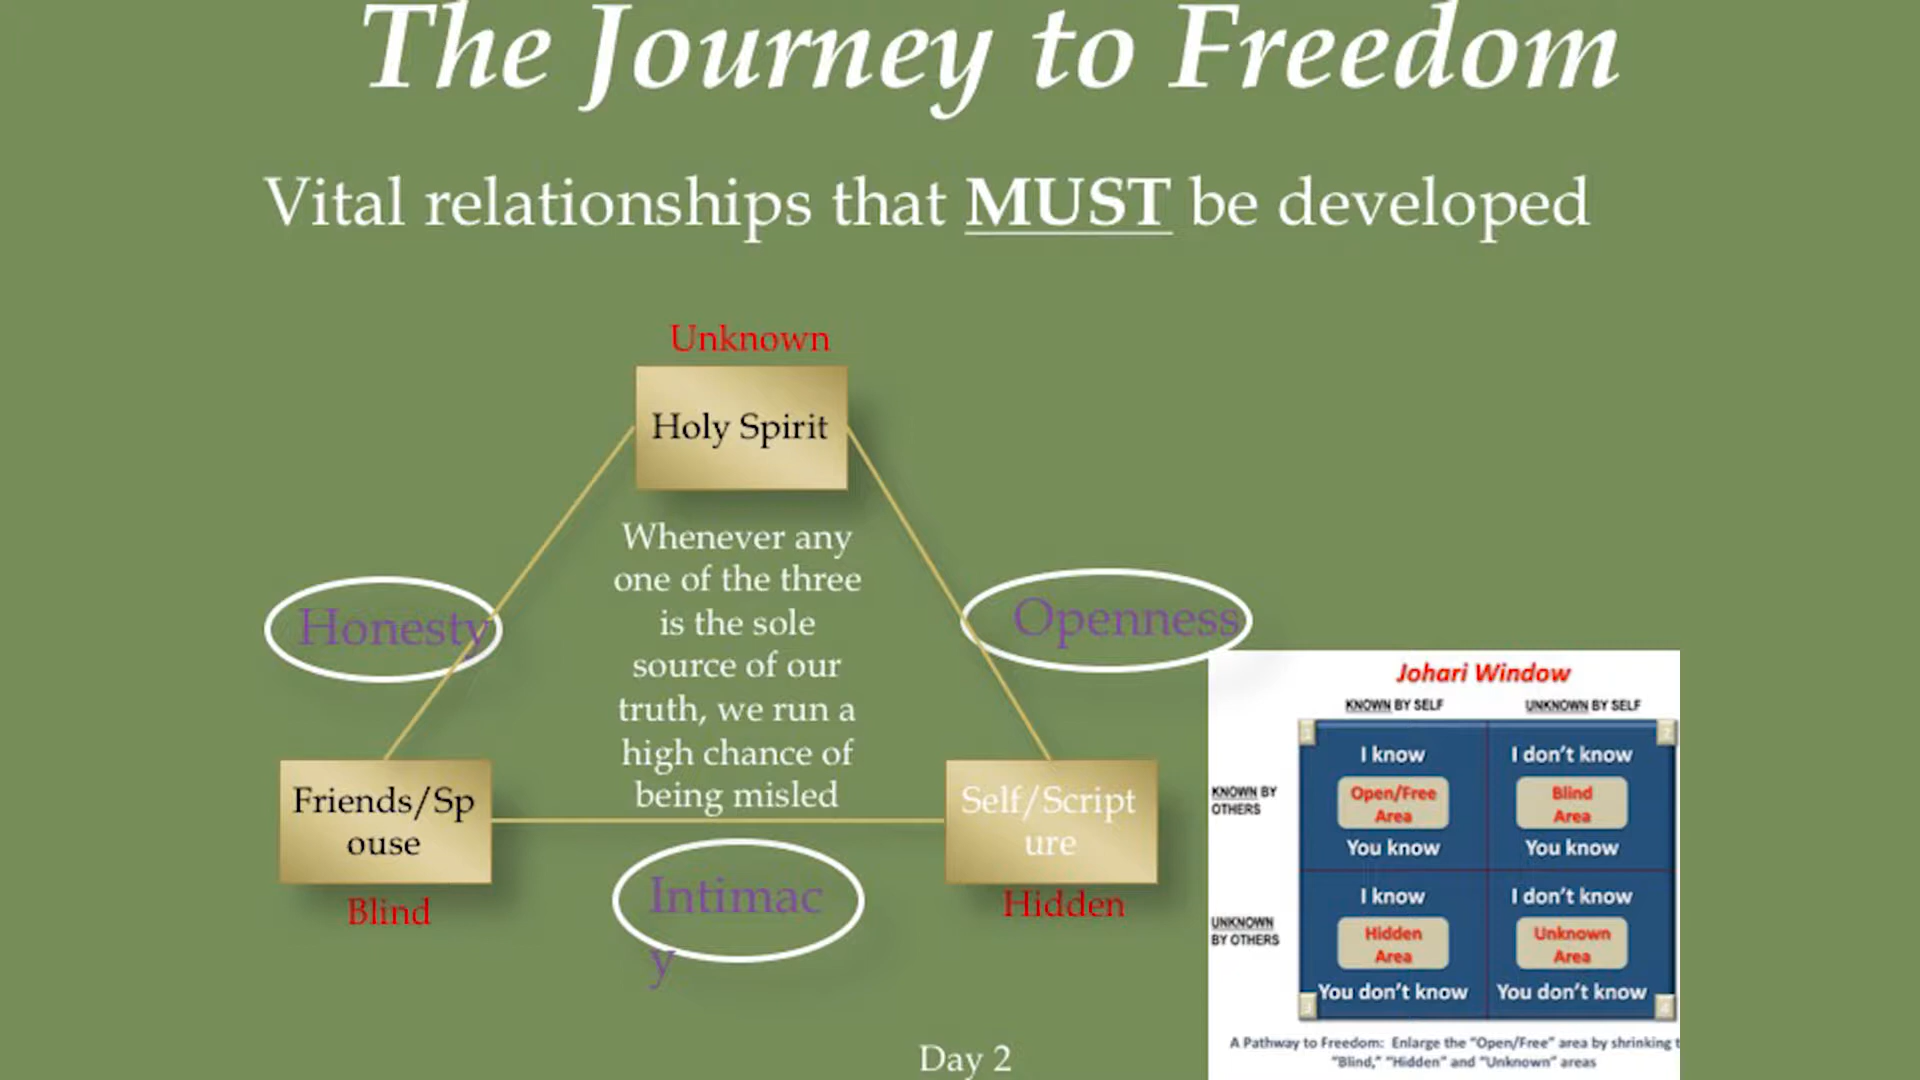 The Journey to Freedom
Vital relationships that MUST be developed
Unknown
Holy Spirit
Whenever any
one of the three
is the sole
source of our
truth, we run a
high chance of
being misled
Honesty
Openness
Friends/Sp
ouse
Blind
Self/Script
ure
Hidden
Intimac
y
Day 2
Johari Window
KNOWN BY SELF
UNKNOWN BY SELF
KNOWN BY
OTHERS
I know
Open/Free
Area
You know
I don't know
Blind
Area
You know
UNKNOWN
BY OTHERS
I know
Hidden
Area
You don't know
I don't know
Unknown
Area
You don't know
A Pathway to Freedom: Enlarge the "Open/Free" area by shrinking
"Blind," "Hidden" and "Unknown" areas